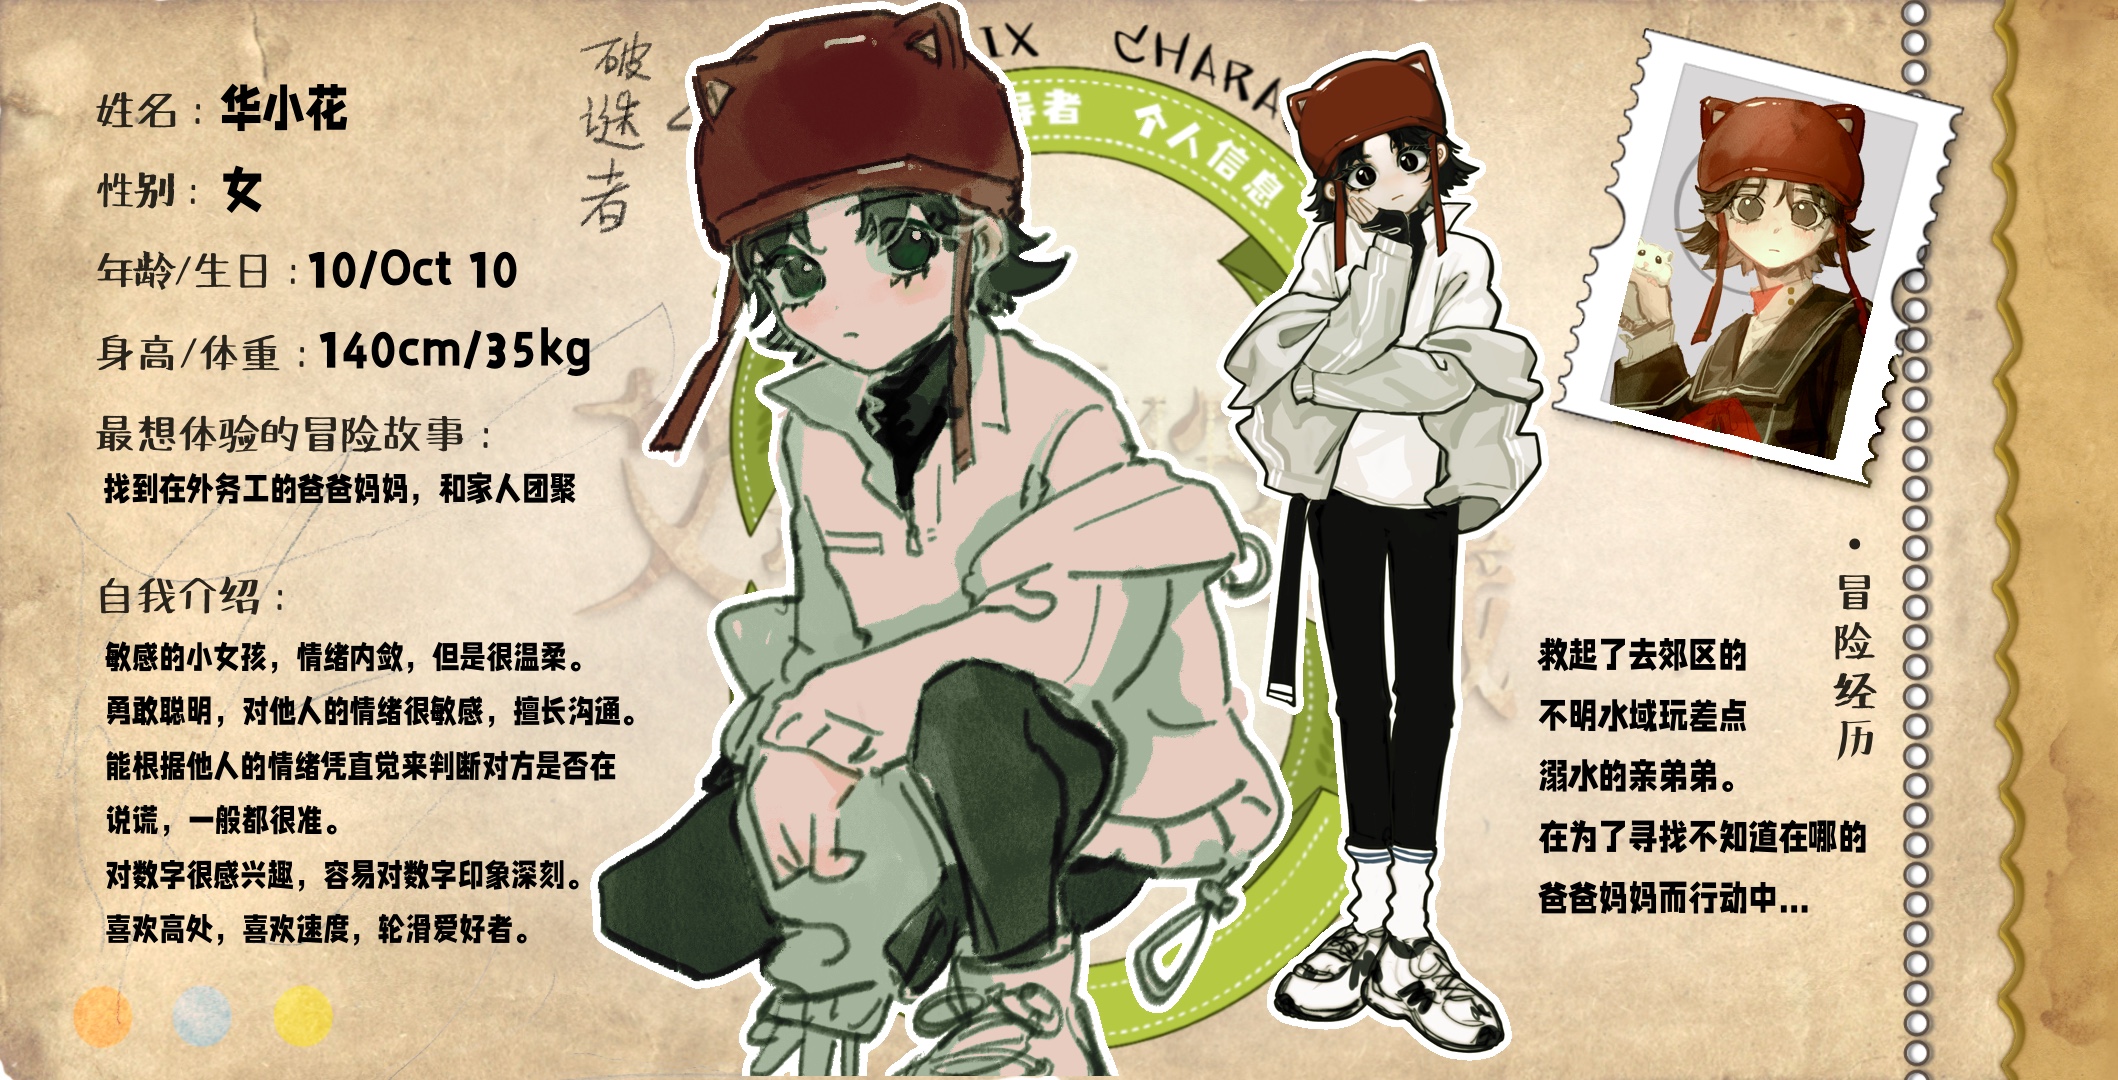 姓名：华小花
性别：女
年龄/生日：10/Oct 10
身高/体重：140cm/35kg
最想体验的冒险故事：
找到在外务工的爸爸妈妈，和家人团聚
自我介绍：
敏感的小女孩，情绪内敛，但是很温柔。
勇敢聪明，对他人的情绪很敏感，擅长沟通。
能根据他人的情绪凭直觉来判断对方是否在
说谎，一般都很准。
对数字很感兴趣，容易对数字印象深刻。
喜欢高处，喜欢速度，轮滑爱好者。
破
谜
者
IX CHARA
者 个人信息
·冒险经历
救起了去郊区的
不明水域玩差点
溺水的亲弟弟。
在为了寻找不知道在哪的
爸爸妈妈而行动中...